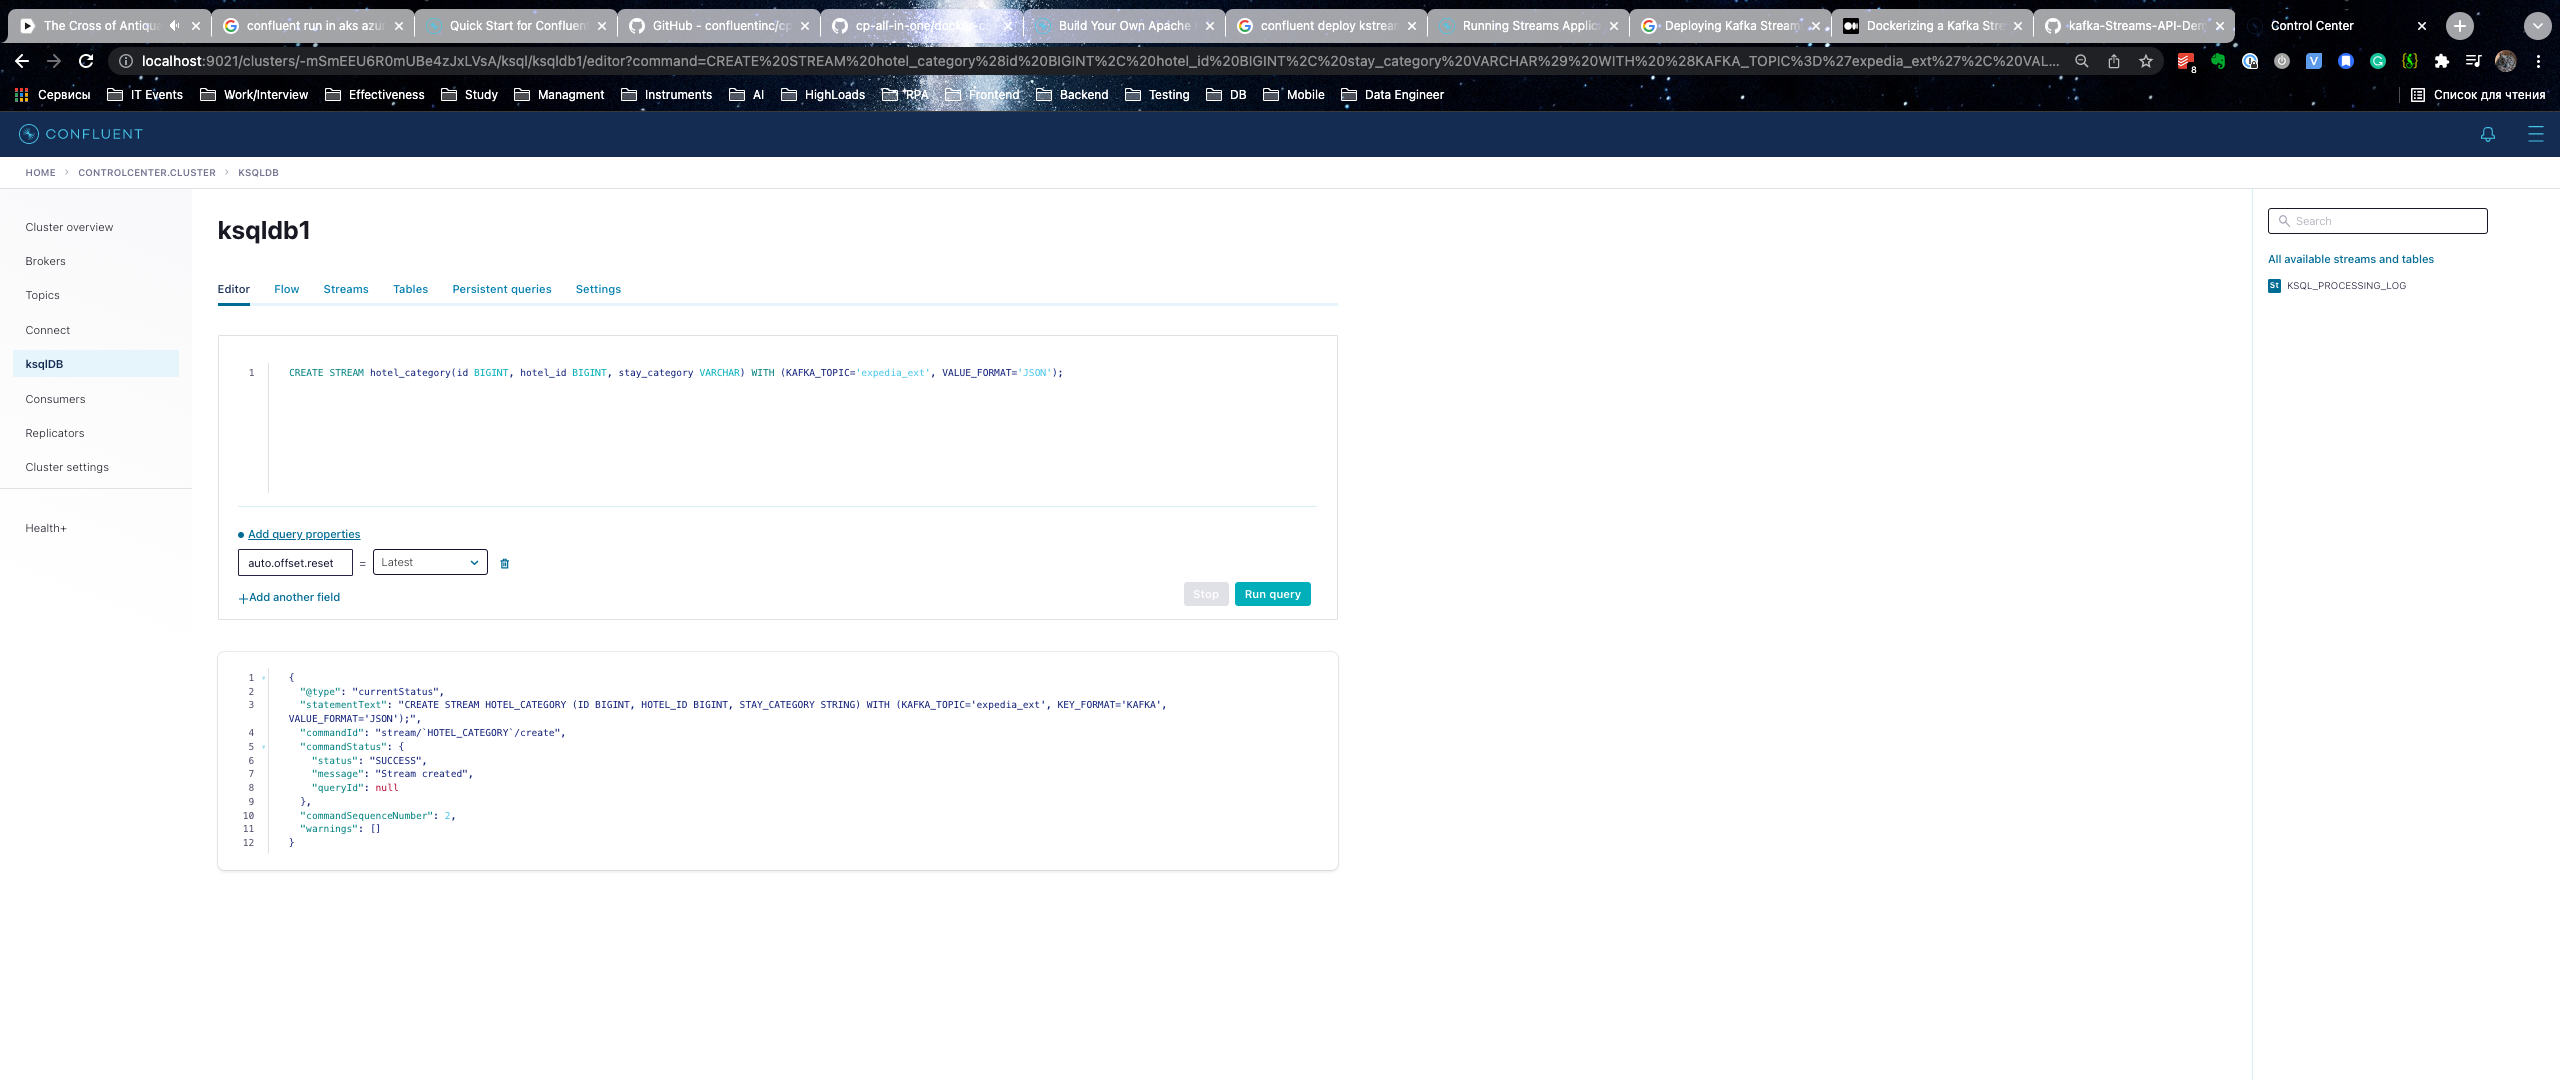 The Cross of Antiqua
confluent run in aks azur
Quick Start for Confluen
GitHub - confluentinc/cp
cp-all-in-one/docker-co
Build Your Own Apache
confluent deploy kstrear
Running Streams Applic
Deploying Kafka Stream
Dockerizing a Kafka Stre
kafka-Streams-API-Dem
Control Center
localhost:9021/clusters/-mSmEEU6R0mUBe4zJxLVsA/ksql/ksqldb1/editor?command=CREATE%20STREAM%20hotel_category%28id%20BIGINT%2C%20hotel_id%20BIGINT%2C%20stay_category%20VARCHAR%29%20WITH%20%28KAFKA_TOPIC%3D%27expedia_ext%27%2C%20VAL...
8
Сервисы
IT Events
Work/Interview
Effectiveness
Study
Managment
Instruments
AI
HighLoads
RPA
Frontend
Backend
Testing
DB
Mobile
Data Engineer
Список для чтения
CONFLUENT
HOME > CONTROLCENTER.CLUSTER > KSQLDB
Cluster overview
Brokers
Topics
Connect
ksqlDB
Consumers
Replicators
Cluster settings
Health+
ksqldb1
Editor Flow Streams Tables Persistent queries Settings
1 CREATE STREAM hotel_category(id BIGINT, hotel_id BIGINT, stay_category VARCHAR) WITH (KAFKA_TOPIC='expedia_ext', VALUE_FORMAT='JSON');
Add query properties
auto.offset.reset = Latest
+Add another field
Stop Run query
1 {
2 "@type": "currentStatus",
3 "statementText": "CREATE STREAM HOTEL_CATEGORY (ID BIGINT, HOTEL_ID BIGINT, STAY_CATEGORY STRING) WITH (KAFKA_TOPIC='expedia_ext', KEY_FORMAT='KAFKA',
VALUE_FORMAT='JSON');",
4 "commandId": "stream/`HOTEL_CATEGORY`/create",
5 "commandStatus": {
6 "status": "SUCCESS",
7 "message": "Stream created",
8 "queryId": null
9 },
10 "commandSequenceNumber": 2,
11 "warnings": []
12 }
Search
All available streams and tables
St KSQL_PROCESSING_LOG